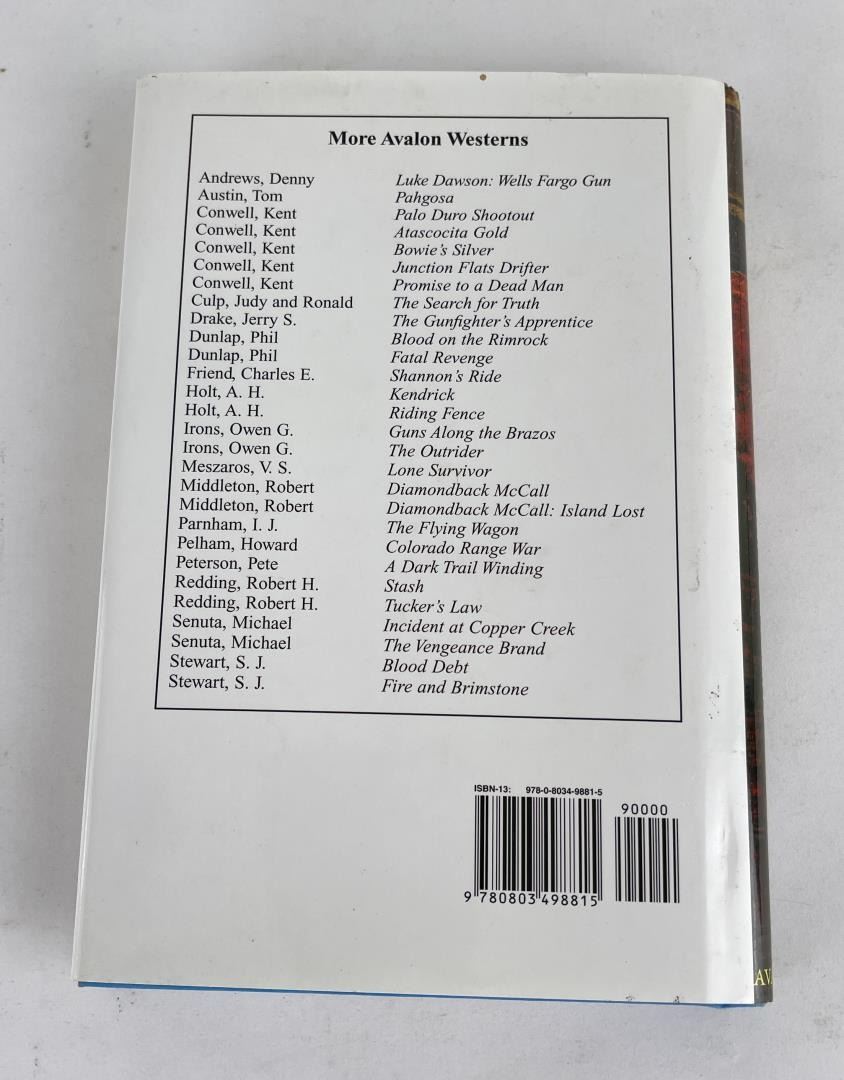 More Avalon Westerns
Andrews, Denny Luke Dawson: Wells Fargo Gun
Austin, Tom Pahgosa
Conwell, Kent Palo Duro Shootout
Conwell, Kent Atascocita Gold
Conwell, Kent Bowie's Silver
Conwell, Kent Junction Flats Drifter
Conwell, Kent Promise to a Dead Man
Culp, Judy and Ronald The Search for Truth
Drake, Jerry S. The Gunfighter's Apprentice
Dunlap, Phil Blood on the Rimrock
Dunlap, Phil Fatal Revenge
Friend, Charles E. Shannon's Ride
Holt, A. H. Kendrick
Holt, A. H. Riding Fence
Irons, Owen G. Guns Along the Brazos
Irons, Owen G. The Outrider
Meszaros, V. S. Lone Survivor
Middleton, Robert Diamondback McCall
Middleton, Robert Diamondback McCall: Island Lost
Parnham, I. J. The Flying Wagon
Pelham, Howard Colorado Range War
Peterson, Pete A Dark Trail Winding
Redding, Robert H. Stash
Redding, Robert H. Tucker's Law
Senuta, Michael Incident at Copper Creek
Senuta, Michael The Vengeance Brand
Stewart, S. J. Blood Debt
Stewart, S. J. Fire and Brimstone
ISBN-13: 978-0-8034-9881-5
90000
9 780803 498815
AV